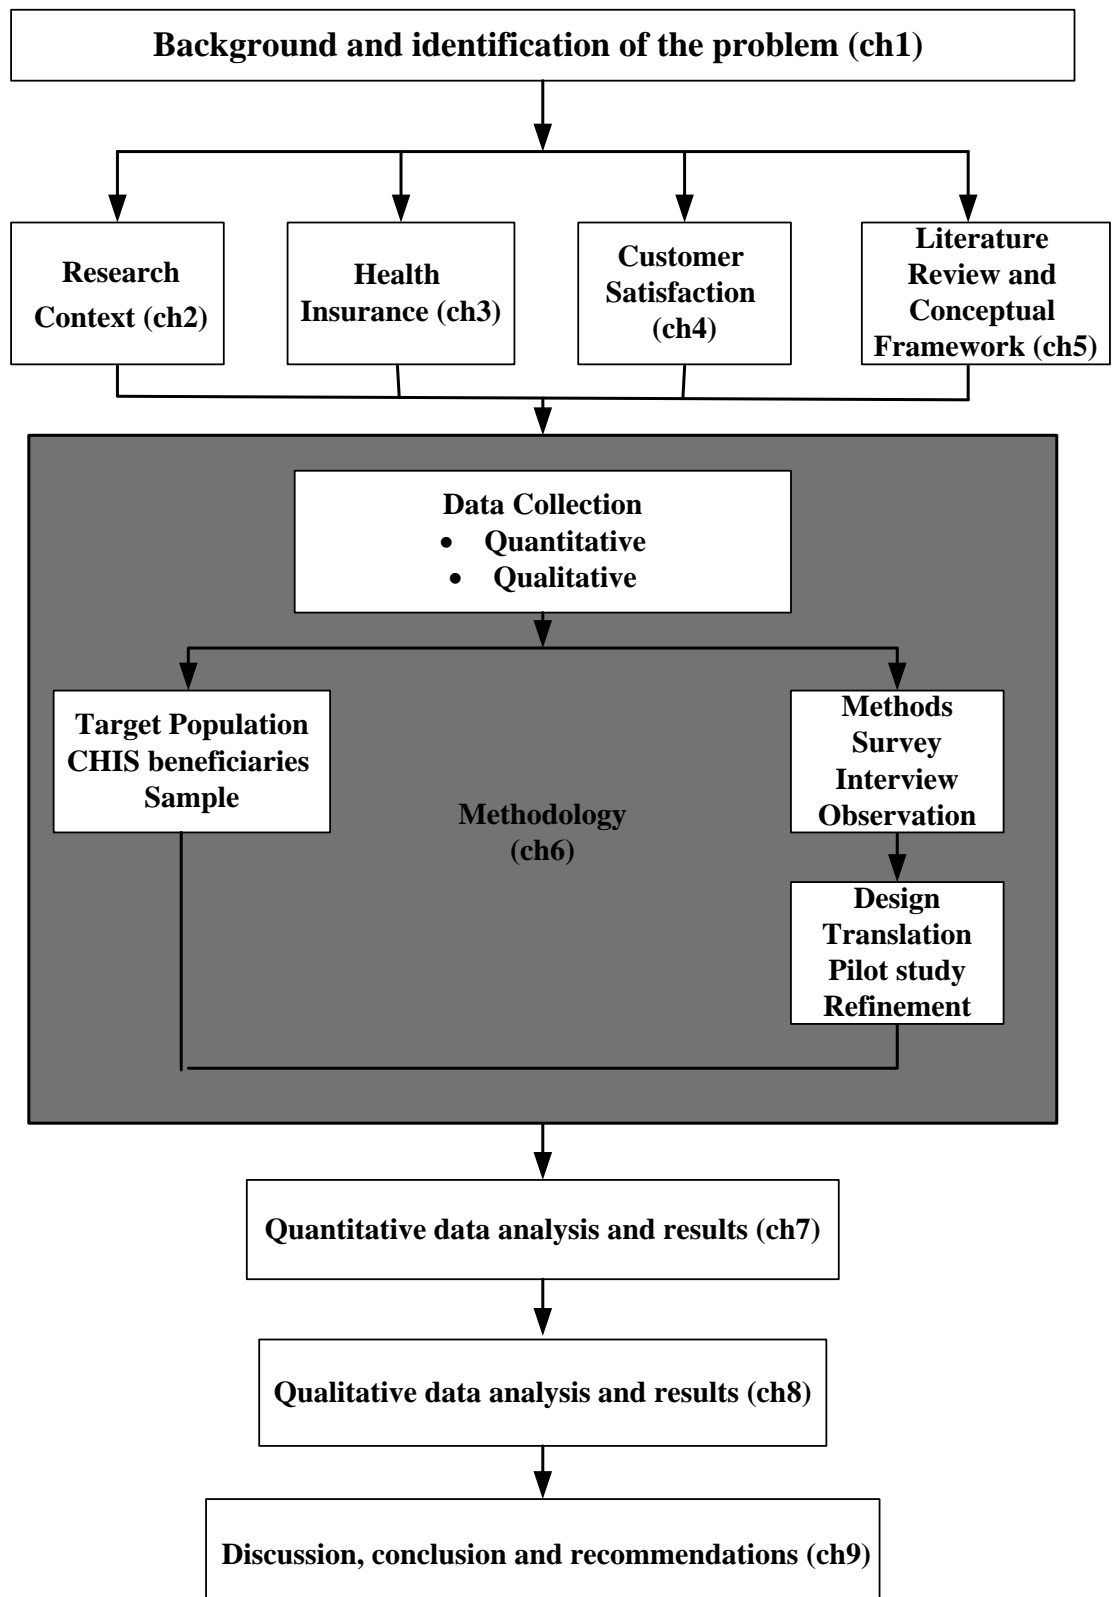 Background and identification of the problem (ch1)
Research
Context (ch2)
Health
Insurance (ch3)
Customer
Satisfaction
(ch4)
Literature
Review and
Conceptual
Framework (ch5)
Data Collection
• Quantitative
• Qualitative
Target Population
CHIS beneficiaries
Sample
Methodology
(ch6)
Methods
Survey
Interview
Observation
Design
Translation
Pilot study
Refinement
Quantitative data analysis and results (ch7)
Qualitative data analysis and results (ch8)
Discussion, conclusion and recommendations (ch9)